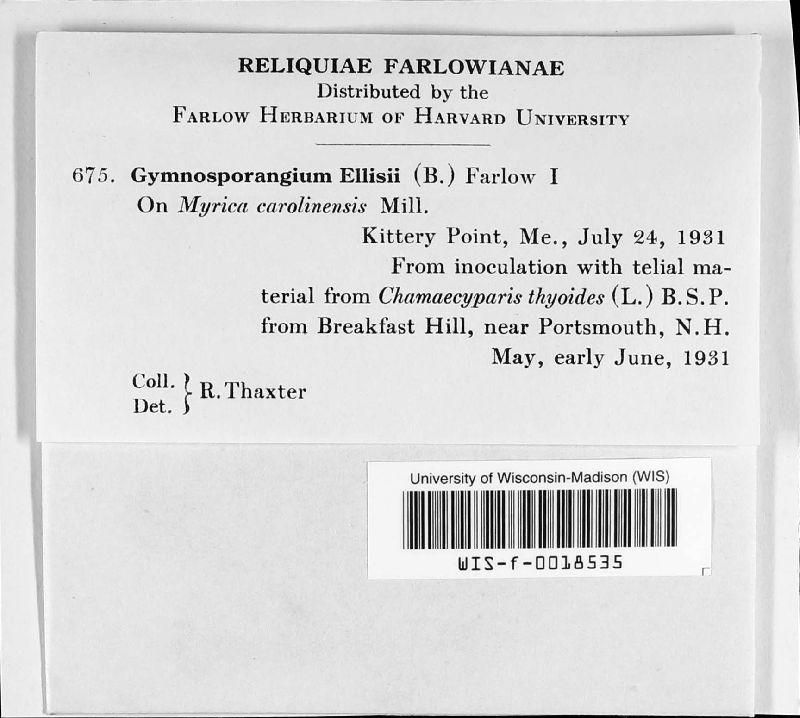 RELIQUIAE FARLOWIANAE
Distributed by the
FARLOW HERBARIUM OF HARVARD UNIVERSITY
675. Gymnosporangium Ellisii (B.) Farlow I
On Myrica carolinensis Mill.
Kittery Point, Me., July 24, 1931
From inoculation with telial ma-
terial from Chamaecyparis thyoides (L.) B.S.P.
from Breakfast Hill, near Portsmouth, N.H.
May, early June, 1931
Coll.
Det. } R. Thaxter
University of Wisconsin-Madison (WIS)
WIS-f-0018535